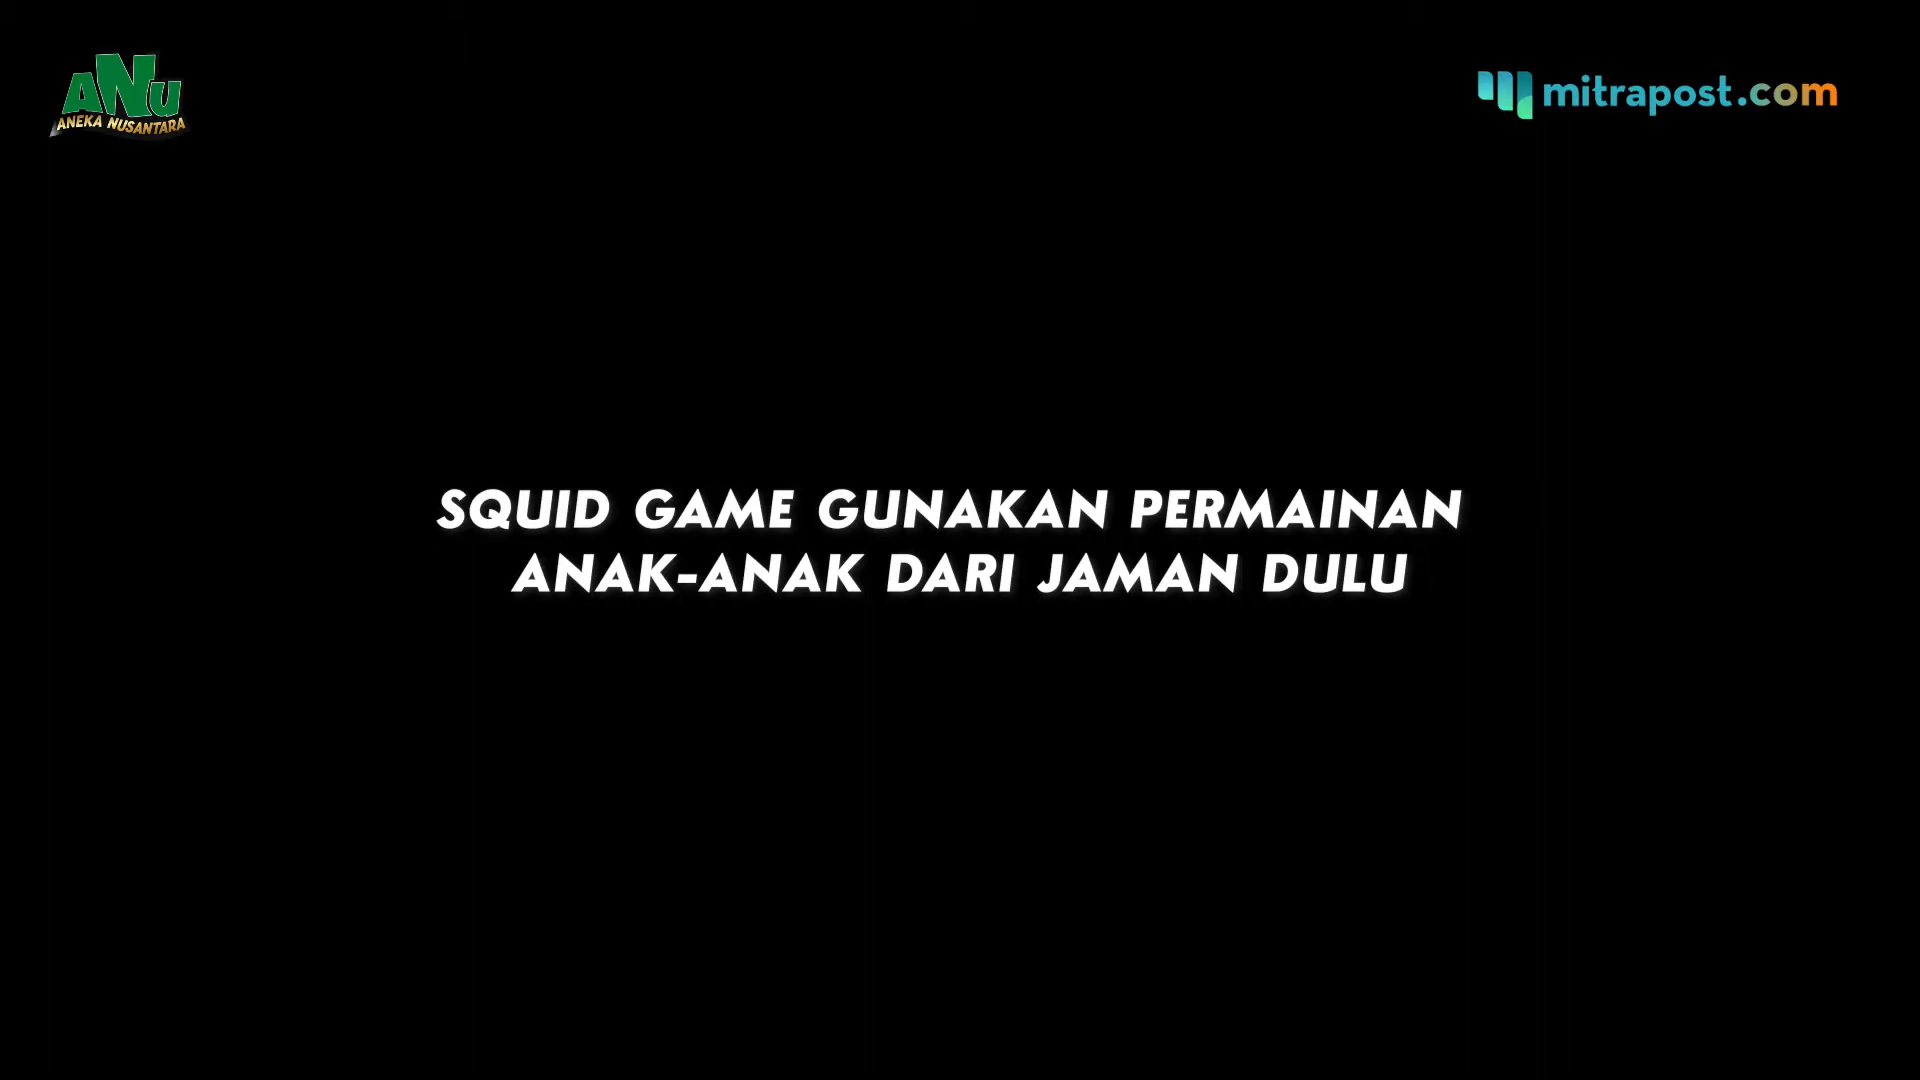 ANU
ANEKA NUSANTARA
mitrapost.com
SQUID GAME GUNAKAN PERMAINAN
ANAK-ANAK DARI JAMAN DULU